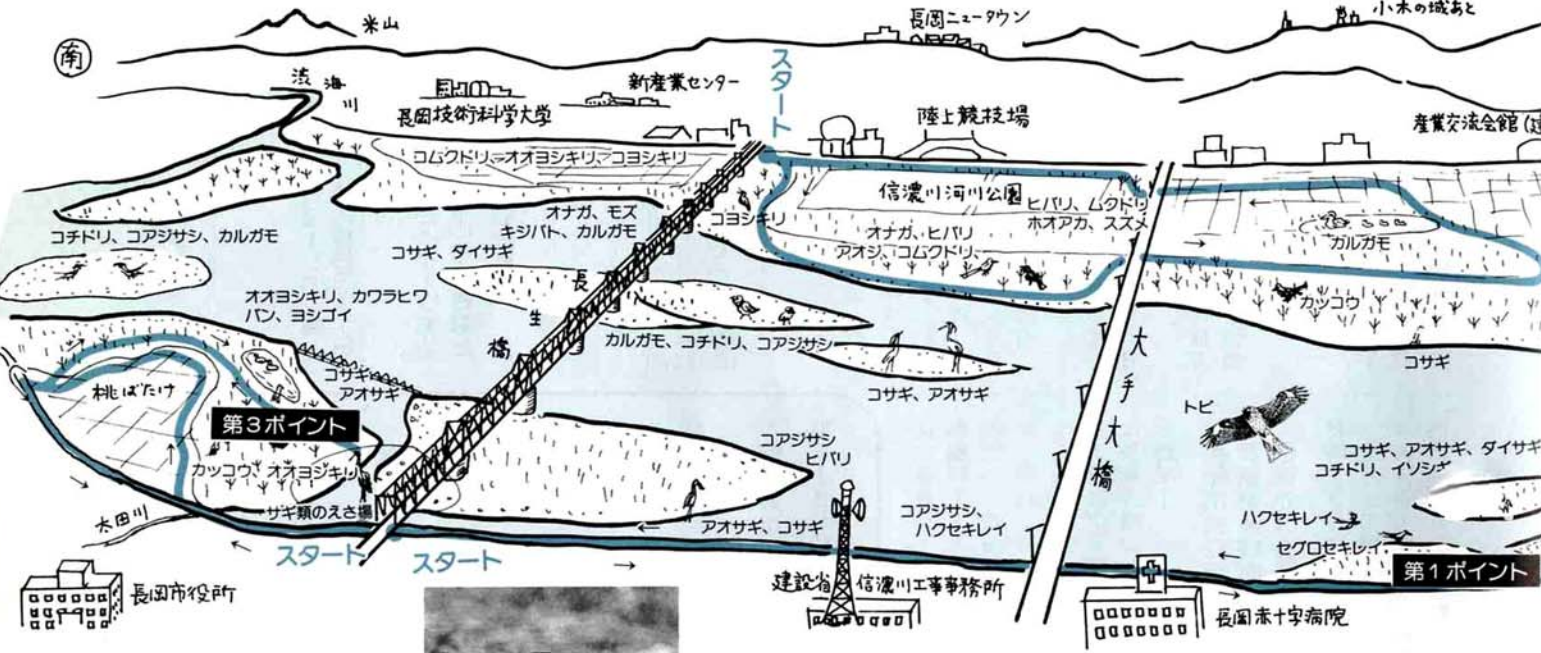 米山
長岡ニュータウン
小木の城あと
南
渋海川
新産業センター
長岡技術科学大学
スタート
陸上競技場
産業交流会館(建
コムクドリ、オオヨシキリ、コヨシキリ
信濃川河川公園
ヒバリ、ムクドリ
ホオアカ、スズメ
オナガ、モズ
キジバト、カルガモ
コヨシキリ
オナガ、ヒバリ
アオジ、コムクドリ、
カルガモ
コチドリ、コアジサシ、カルガモ
コサギ、ダイサギ
カッコウ
オオヨシキリ、カワラヒワ
バン、ヨシゴイ
長生橋
カルガモ、コチドリ、コアジサシ
大手大橋
コサギ
コサギ
アオサギ
コサギ、アオサギ
桃ばたけ
第3ポイント
トビ
カッコウ、オオヨシキリ
コアジサシ
ヒバリ
コサギ、アオサギ、ダイサギ
コチドリ、イソシギ
サギ類のえさ場
太田川
アオサギ、コサギ
コアジサシ、
ハクセキレイ
ハクセキレイ
セグロセキレイ
スタート
スタート
第1ポイント
長岡市役所
建設省 信濃川工事事務所
長岡赤十字病院